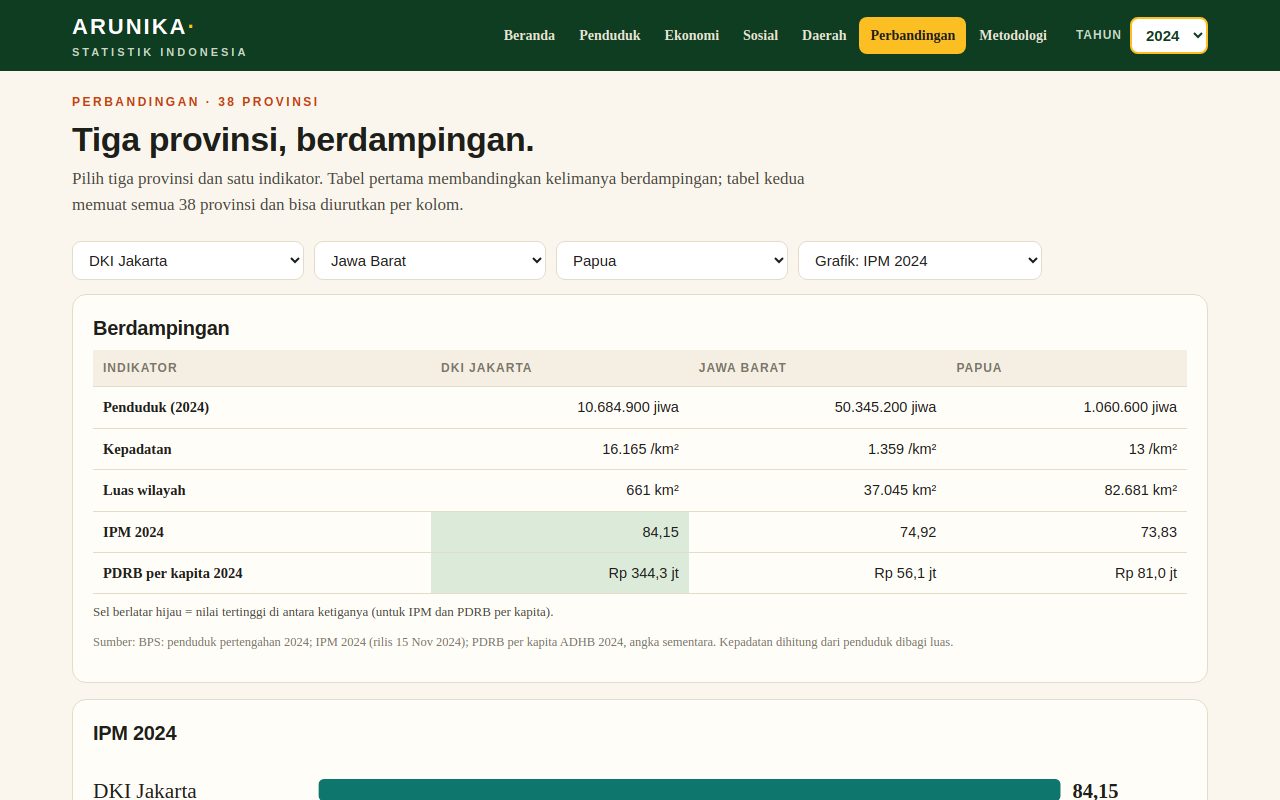 ARUNIKA·
STATISTIK INDONESIA
Beranda Penduduk Ekonomi Sosial Daerah Perbandingan Metodologi TAHUN 2024
PERBANDINGAN · 38 PROVINSI
Tiga provinsi, berdampingan.
Pilih tiga provinsi dan satu indikator. Tabel pertama membandingkan kelimanya berdampingan; tabel kedua
memuat semua 38 provinsi dan bisa diurutkan per kolom.
DKI Jakarta Jawa Barat Papua Grafik: IPM 2024
Berdampingan
INDIKATOR DKI JAKARTA JAWA BARAT PAPUA
Penduduk (2024) 10.684.900 jiwa 50.345.200 jiwa 1.060.600 jiwa
Kepadatan 16.165 /km² 1.359 /km² 13 /km²
Luas wilayah 661 km² 37.045 km² 82.681 km²
IPM 2024 84,15 74,92 73,83
PDRB per kapita 2024 Rp 344,3 jt Rp 56,1 jt Rp 81,0 jt
Sel berlatar hijau = nilai tertinggi di antara ketiganya (untuk IPM dan PDRB per kapita).
Sumber: BPS: penduduk pertengahan 2024; IPM 2024 (rilis 15 Nov 2024); PDRB per kapita ADHB 2024, angka sementara. Kepadatan dihitung dari penduduk dibagi luas.
IPM 2024
DKI Jakarta 84,15